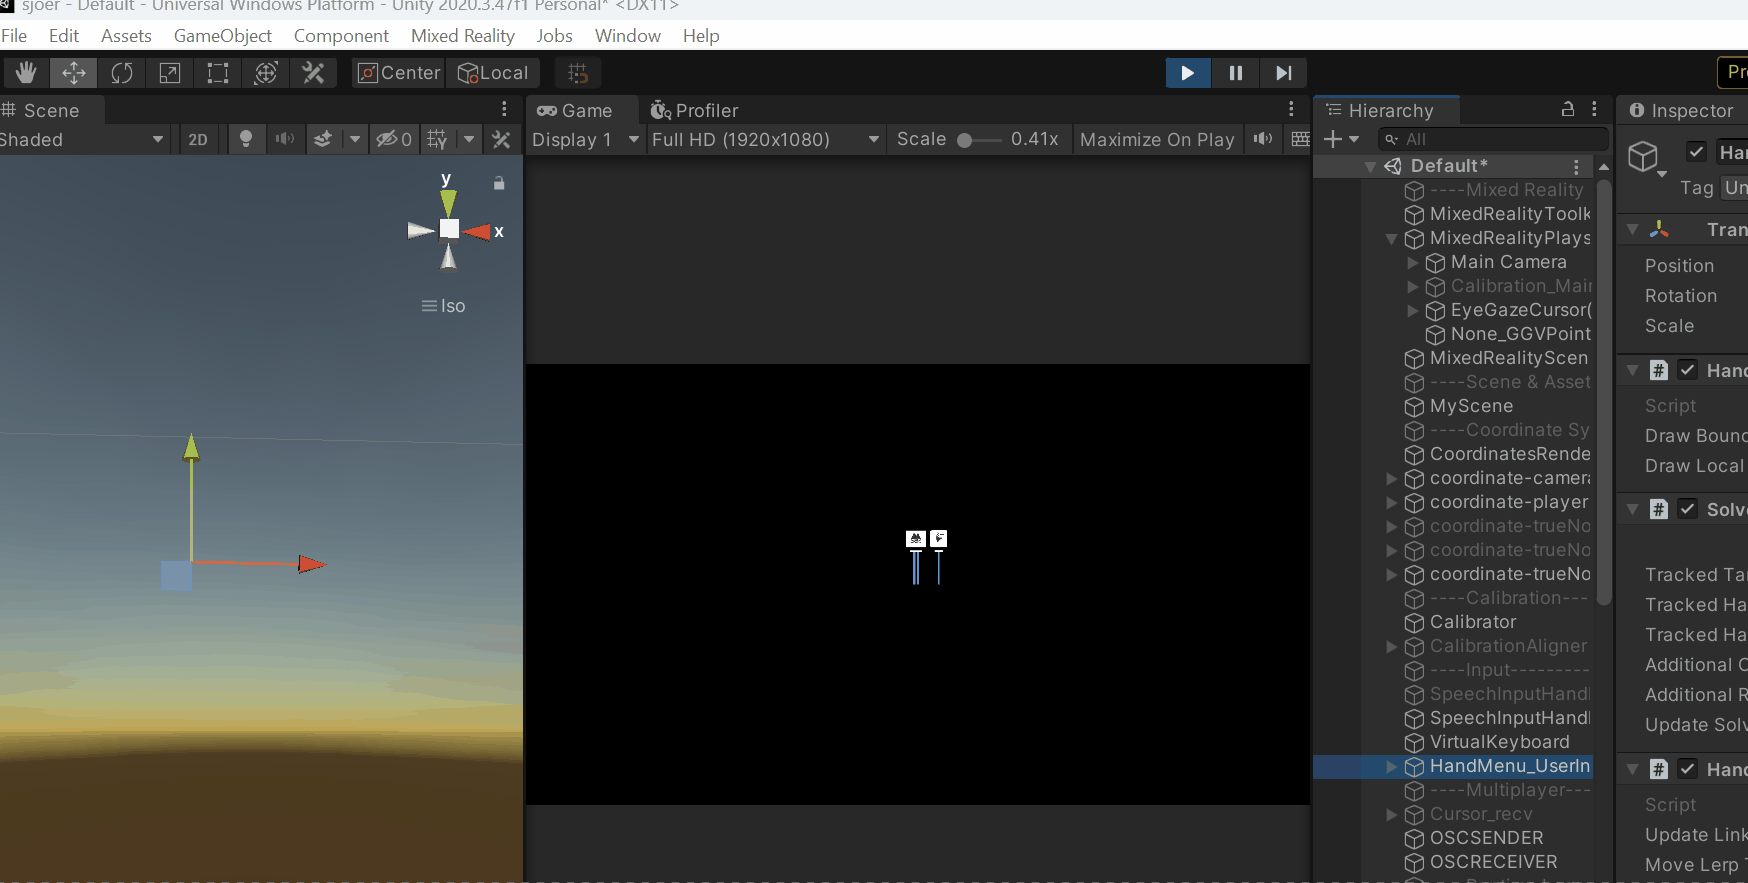 sjoer - Default - Universal Windows Platform - Unity 2020.3.47f1 Personal* <DX11>
File Edit Assets GameObject Component Mixed Reality Jobs Window Help
Center Local
Pr
Scene
Game Profiler
Hierarchy
Inspector
Shaded 2D 0
Display 1 Full HD (1920x1080) Scale 0.41x Maximize On Play
All
Default*
----Mixed Reality
MixedRealityToolk
MixedRealityPlays
Main Camera
Calibration_Mair
EyeGazeCursor(
None_GGVPoint
MixedRealityScen
----Scene & Asset
MyScene
----Coordinate Sy
CoordinatesRende
coordinate-camera
coordinate-player
coordinate-trueNo
coordinate-trueNo
coordinate-trueNo
----Calibration---
Calibrator
CalibrationAligner
----Input---------
SpeechInputHandl
SpeechInputHandl
VirtualKeyboard
HandMenu_UserIn
----Multiplayer---
Cursor_recv
OSCSENDER
OSCRECEIVER
y
x
Iso
Har
Tag Un
Tran
Position
Rotation
Scale
Hand
Script
Draw Bounc
Draw Local
Solve
Tracked Tar
Tracked Ha
Tracked Ha
Additional O
Additional R
Update Solv
Hand
Script
Update Link
Move Lerp T